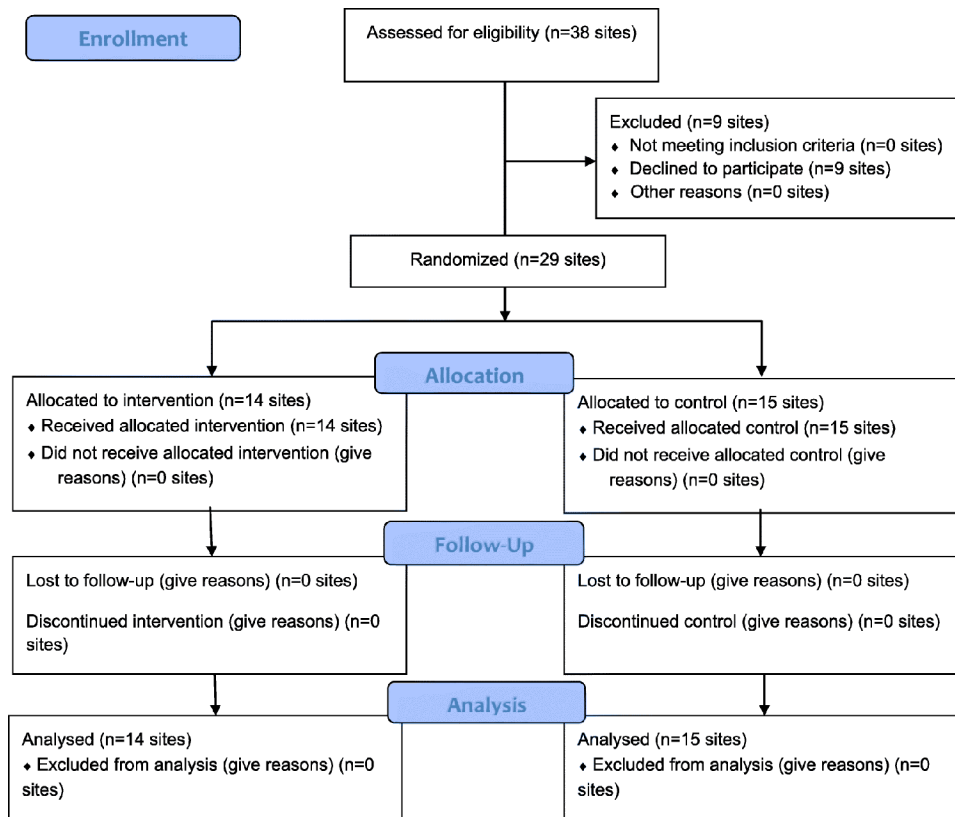 Enrollment
Assessed for eligibility (n=38 sites)
Excluded (n=9 sites)
♦ Not meeting inclusion criteria (n=0 sites)
♦ Declined to participate (n=9 sites)
♦ Other reasons (n=0 sites)
Randomized (n=29 sites)
Allocation
Allocated to intervention (n=14 sites)
♦ Received allocated intervention (n=14 sites)
♦ Did not receive allocated intervention (give
reasons) (n=0 sites)
Allocated to control (n=15 sites)
♦ Received allocated control (n=15 sites)
♦ Did not receive allocated control (give
reasons) (n=0 sites)
Follow-Up
Lost to follow-up (give reasons) (n=0 sites)
Discontinued intervention (give reasons) (n=0
sites)
Lost to follow-up (give reasons) (n=0 sites)
Discontinued control (give reasons) (n=0 sites)
Analysis
Analysed (n=14 sites)
♦ Excluded from analysis (give reasons) (n=0
sites)
Analysed (n=15 sites)
♦ Excluded from analysis (give reasons) (n=0
sites)